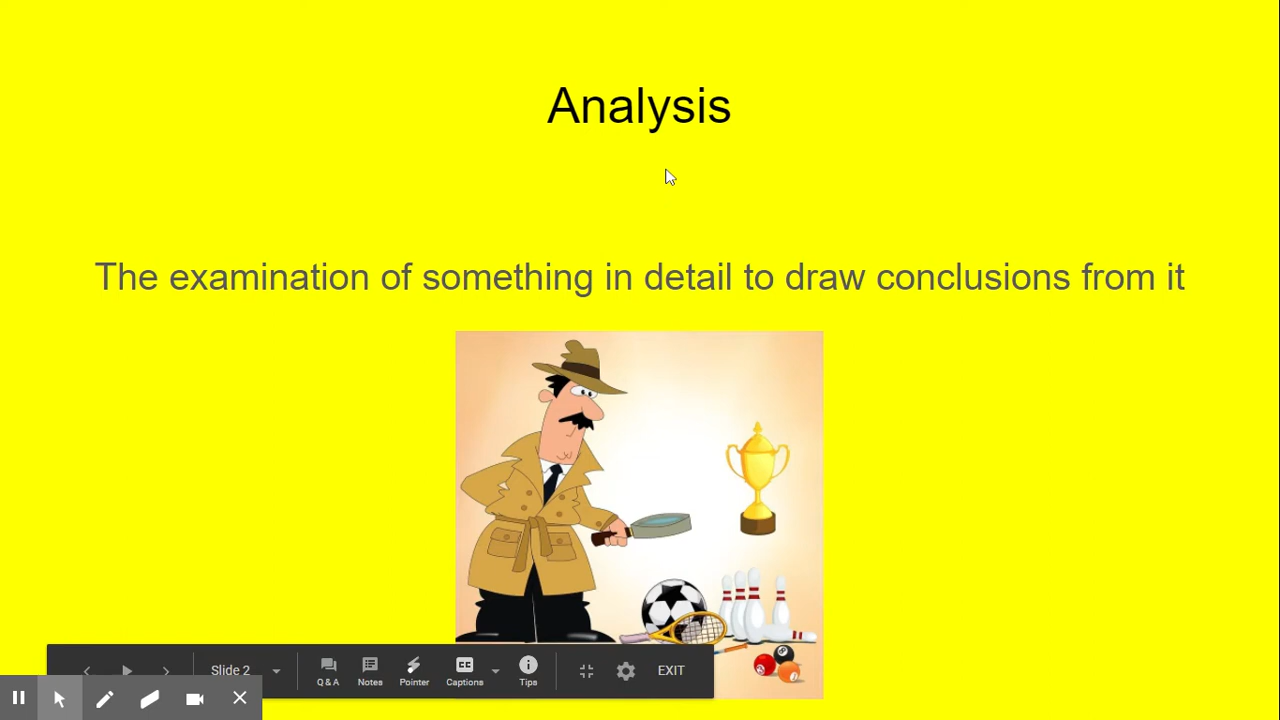 Analysis
The examination of something in detail to draw conclusions from it
Slide 2
Q & A
Notes
Pointer
CC
Captions
Tips
EXIT